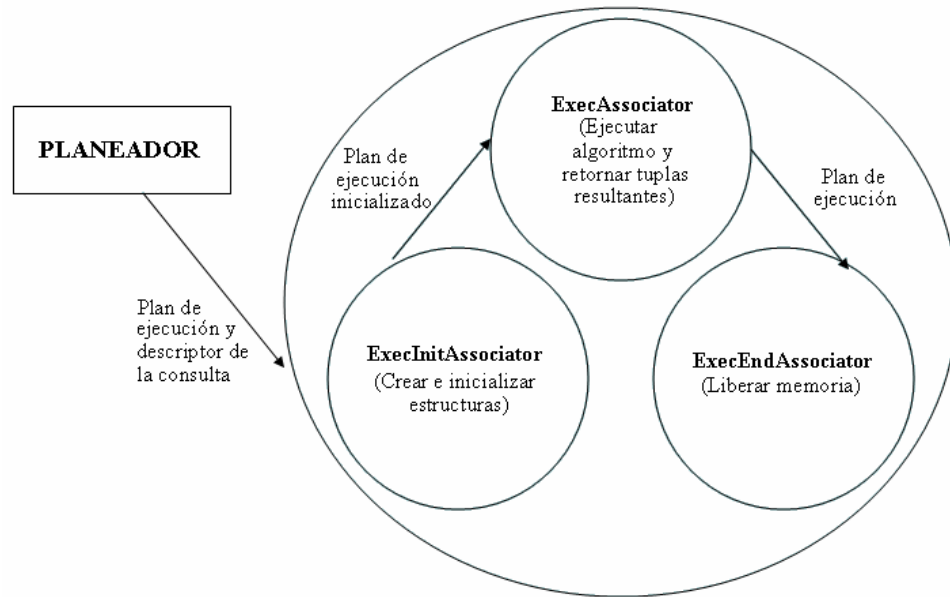 PLANEADOR
Plan de
ejecución y
descriptor de
la consulta
Plan de
ejecución
inicializado
ExecAssociator
(Ejecutar
algoritmo y
retornar tuplas
resultantes)
Plan de
ejecución
ExecInitAssociator
(Crear e inicializar
estructuras)
ExecEndAssociator
(Liberar memoria)